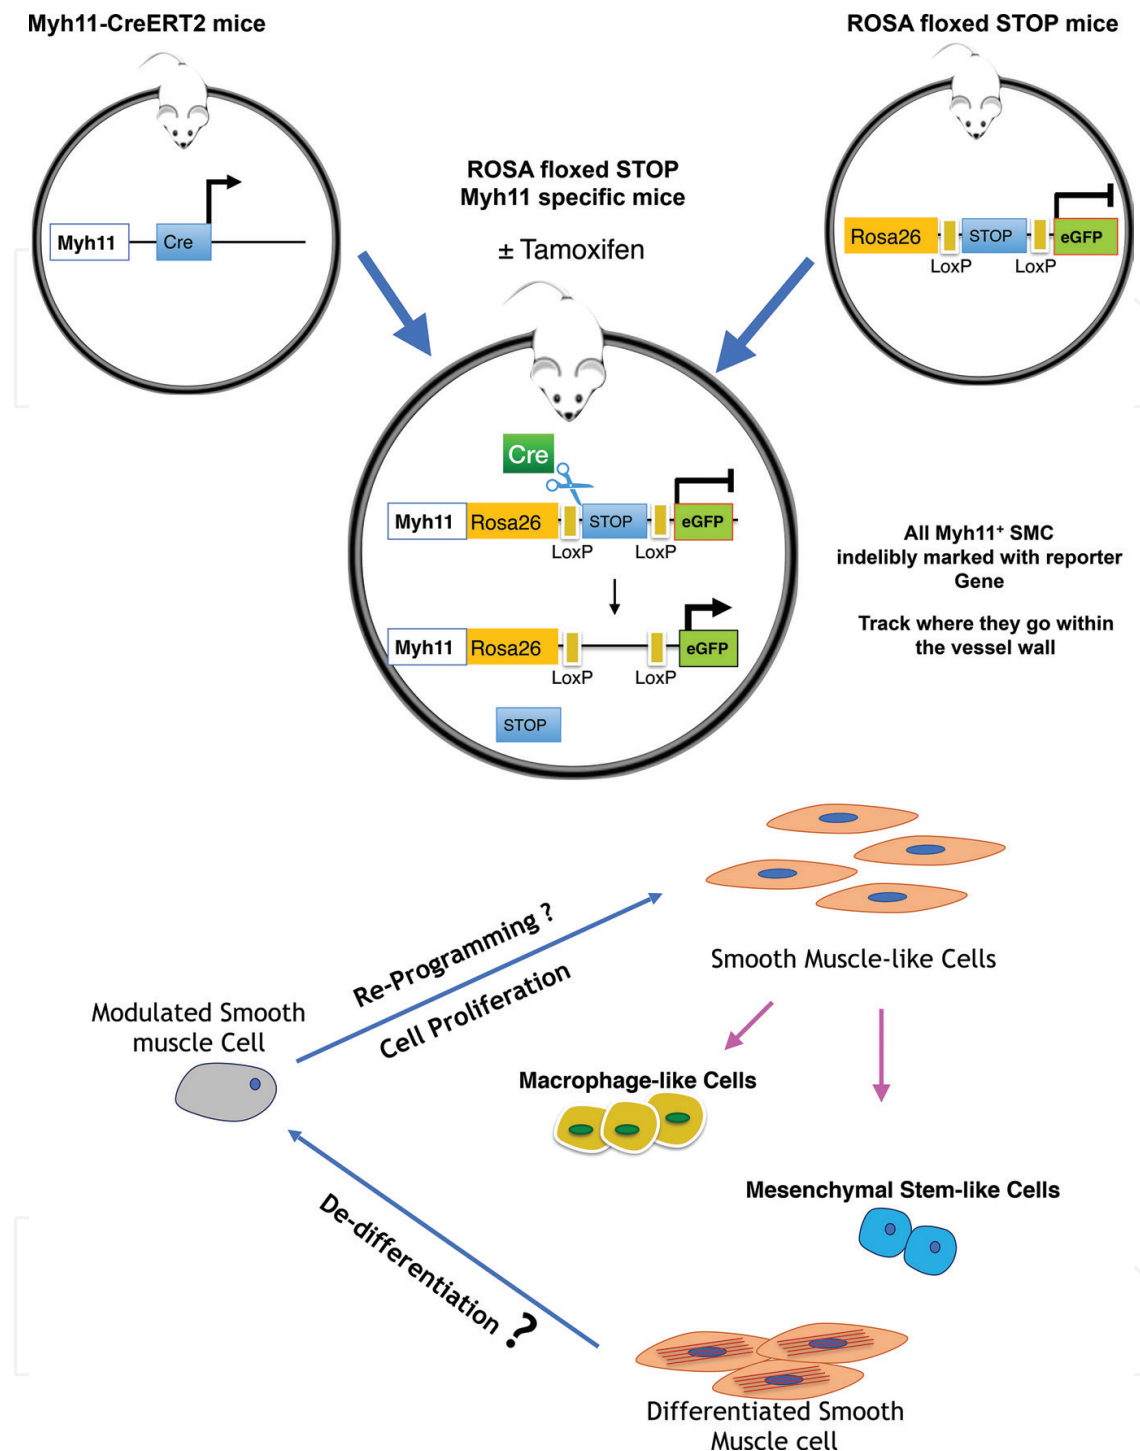 Myh11-CreERT2 mice
ROSA floxed STOP mice
ROSA floxed STOP
Myh11 specific mice
± Tamoxifen
Myh11
Cre
Rosa26
STOP
eGFP
LoxP
LoxP
Cre
Myh11
Rosa26
STOP
eGFP
LoxP
LoxP
Myh11
Rosa26
eGFP
LoxP
LoxP
STOP
All Myh11⁺ SMC
indelibly marked with reporter
Gene
Track where they go within
the vessel wall
Re-Programming ?
Cell Proliferation
Smooth Muscle-like Cells
Modulated Smooth
muscle Cell
Macrophage-like Cells
Mesenchymal Stem-like Cells
De-differentiation ?
Differentiated Smooth
Muscle cell